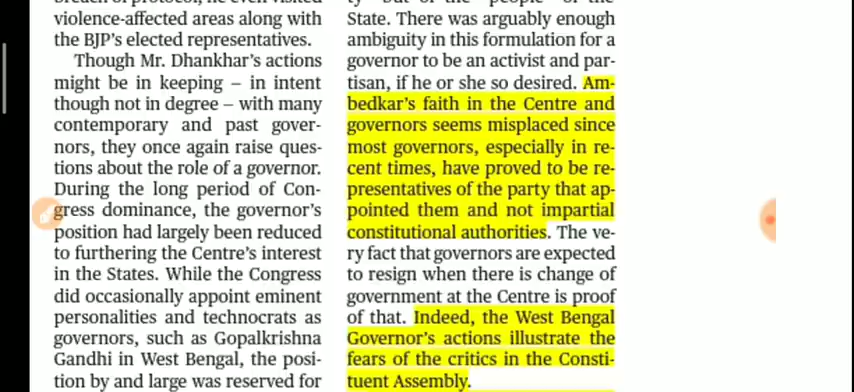 violence-affected areas along with
the BJP's elected representatives.
Though Mr. Dhankhar's actions
might be in keeping – in intent
though not in degree – with many
contemporary and past gover-
nors, they once again raise ques-
tions about the role of a governor.
During the long period of Con-
gress dominance, the governor's
position had largely been reduced
to furthering the Centre's interest
in the States. While the Congress
did occasionally appoint eminent
personalities and technocrats as
governors, such as Gopalkrishna
Gandhi in West Bengal, the posi-
tion by and large was reserved for
State. There was arguably enough
ambiguity in this formulation for a
governor to be an activist and par-
tisan, if he or she so desired. Am-
bedkar's faith in the Centre and
governors seems misplaced since
most governors, especially in re-
cent times, have proved to be re-
presentatives of the party that ap-
pointed them and not impartial
constitutional authorities. The ve-
ry fact that governors are expected
to resign when there is change of
government at the Centre is proof
of that. Indeed, the West Bengal
Governor's actions illustrate the
fears of the critics in the Consti-
tuent Assembly.